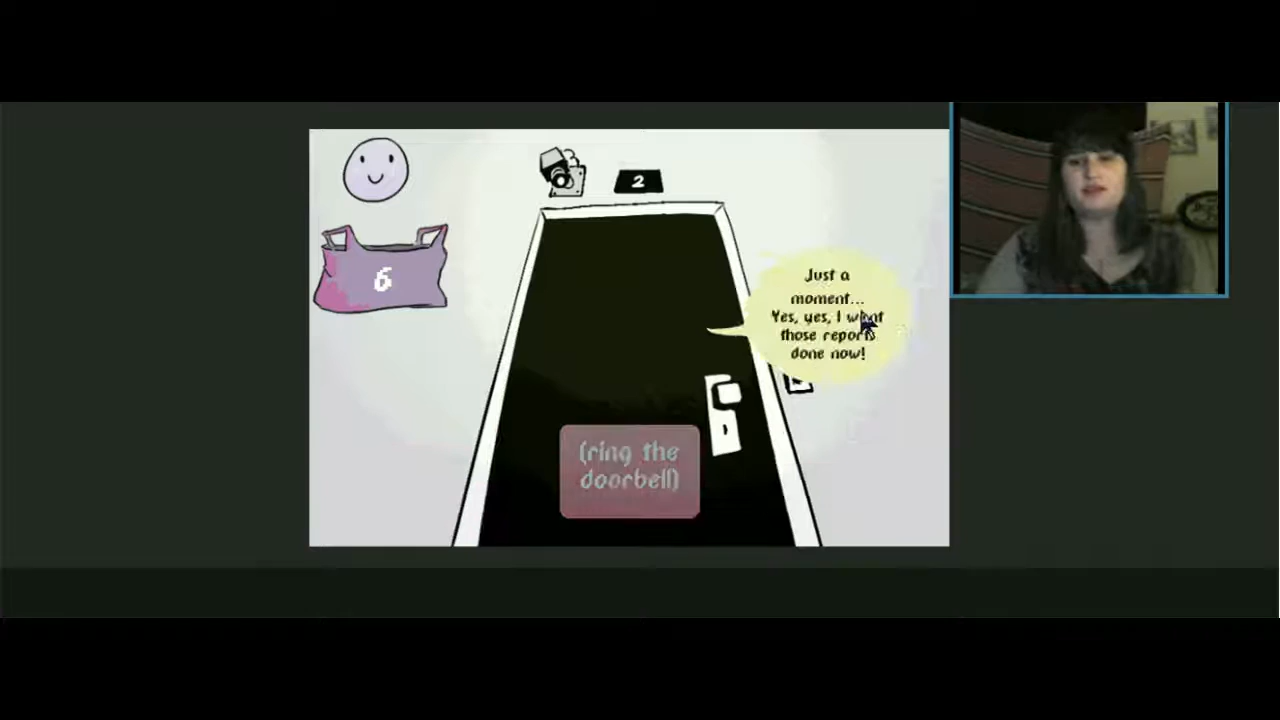 2
6
Just a
moment...
Yes, yes, I want
those reports
done now!
(ring the
doorbell)